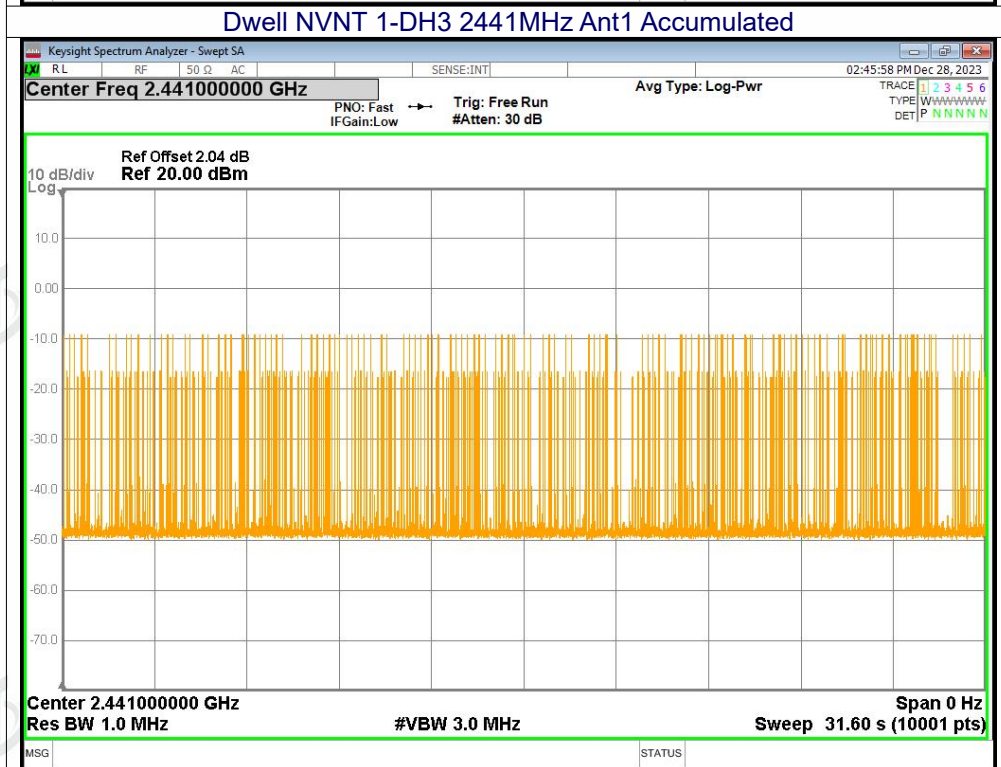 Dwell NVNT 1-DH3 2441MHz Ant1 Accumulated
Keysight Spectrum Analyzer - Swept SA
LXI RL RF 50 Ω AC SENSE:INT 02:45:58 PM Dec 28, 2023
Center Freq 2.441000000 GHz Avg Type: Log-Pwr TRACE 1 2 3 4 5 6
PNO: Fast Trig: Free Run TYPE WWWWWWW
IFGain:Low #Atten: 30 dB DET P N N N N N
Ref Offset 2.04 dB
10 dB/div Ref 20.00 dBm
Log
10.0
0.00
-10.0
-20.0
-30.0
-40.0
-50.0
-60.0
-70.0
Center 2.441000000 GHz Span 0 Hz
Res BW 1.0 MHz #VBW 3.0 MHz Sweep 31.60 s (10001 pts)
MSG STATUS